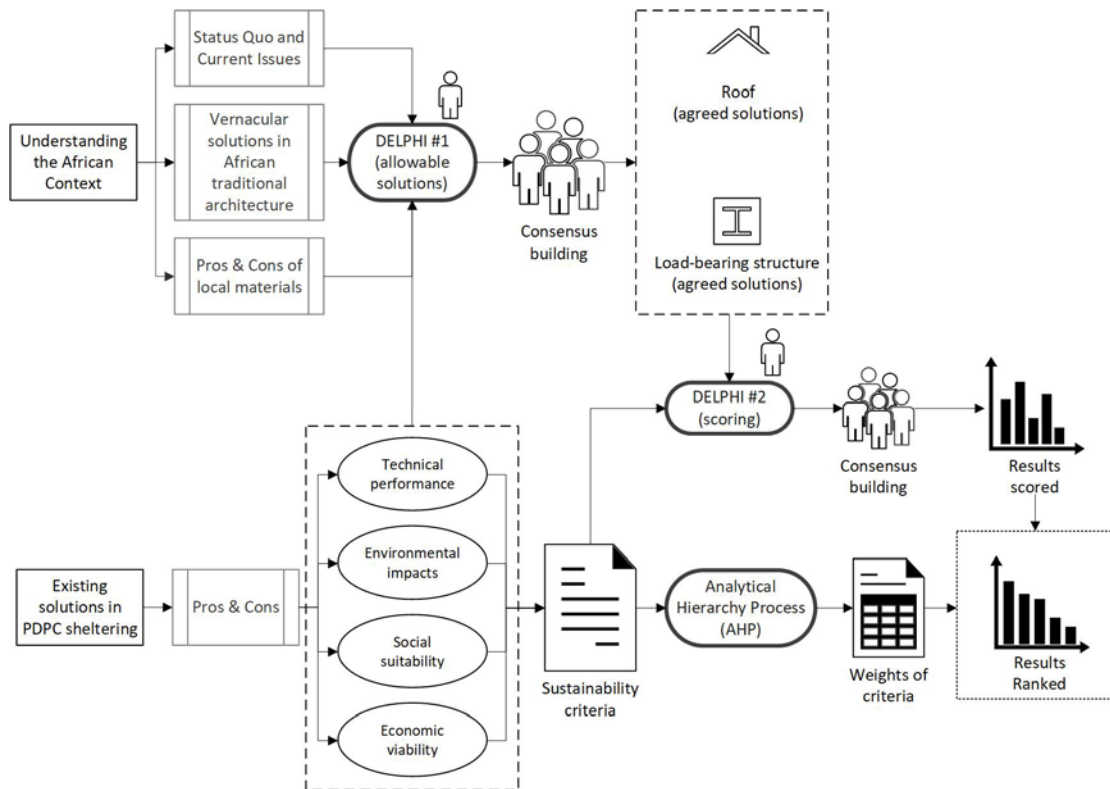 Status Quo and
Current Issues
Understanding
the African
Context
Vernacular
solutions in
African
traditional
architecture
Pros & Cons of
local materials
DELPHI #1
(allowable
solutions)
Consensus
building
Roof
(agreed solutions)
Load-bearing structure
(agreed solutions)
DELPHI #2
(scoring)
Consensus
building
Results
scored
Existing
solutions in
PDPC sheltering
Pros & Cons
Technical
performance
Environmental
impacts
Social
suitability
Economic
viability
Sustainability
criteria
Analytical
Hierarchy Process
(AHP)
Weights of
criteria
Results
Ranked